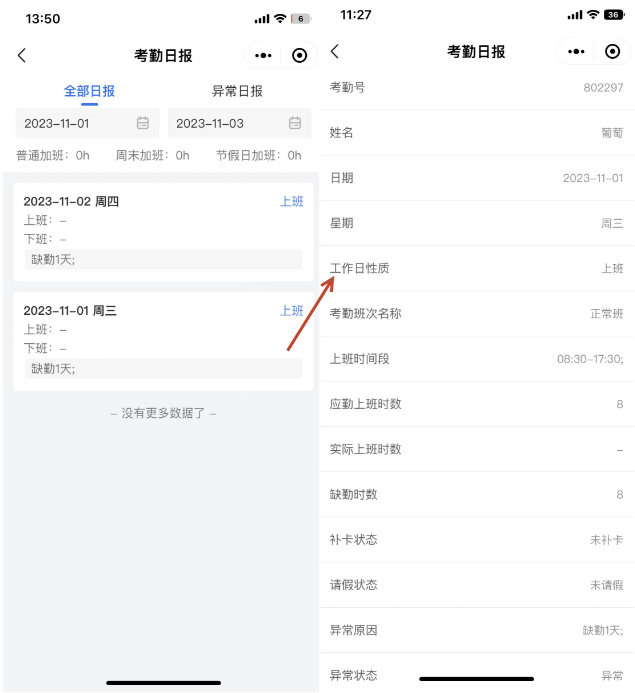 13:50
6
考勤日报
全部日报
异常日报
2023-11-01
2023-11-03
普通加班：0h
周末加班：0h
节假日加班：0h
2023-11-02 周四
上班
上班：-
下班：-
缺勤1天;
2023-11-01 周三
上班
上班：-
下班：-
缺勤1天;
- 没有更多数据了 -
11:27
36
考勤日报
考勤号
802297
姓名
葡萄
日期
2023-11-01
星期
周三
工作日性质
上班
考勤班次名称
正常班
上班时间段
08:30-17:30;
应勤上班时数
8
实际上班时数
-
缺勤时数
8
补卡状态
未补卡
请假状态
未请假
异常原因
缺勤1天;
异常状态
异常